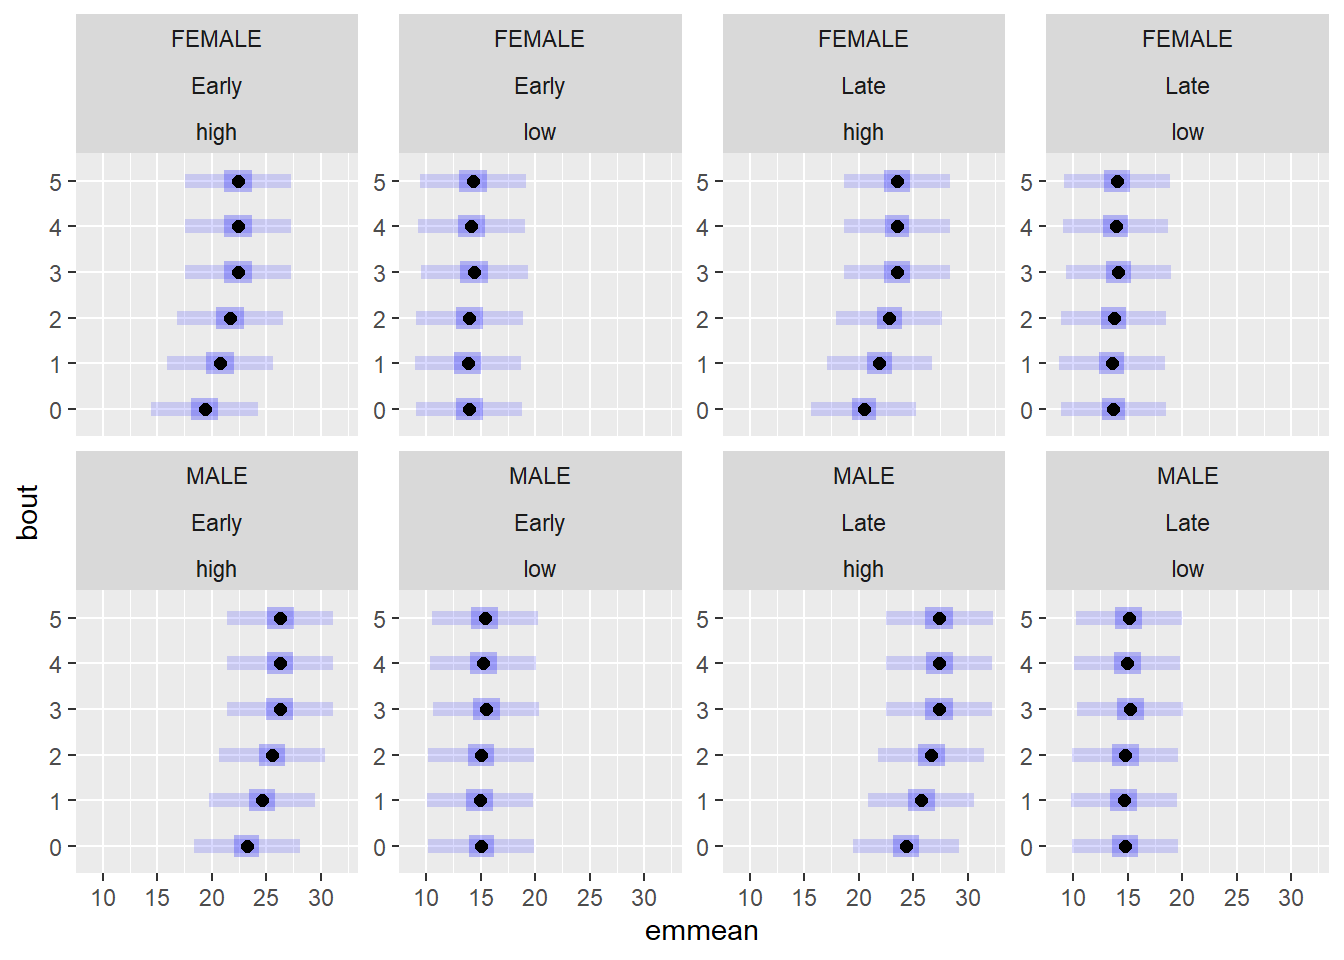 FEMALE FEMALE FEMALE FEMALE
Early Early Late Late
high low high low
5 5 5 5
4 4 4 4
3 3 3 3
2 2 2 2
1 1 1 1
0 0 0 0
MALE MALE MALE MALE
Early Early Late Late
high low high low
5 5 5 5
4 4 4 4
3 3 3 3
2 2 2 2
1 1 1 1
0 0 0 0
10 15 20 25 30 10 15 20 25 30 10 15 20 25 30 10 15 20 25 30
emmean
bout